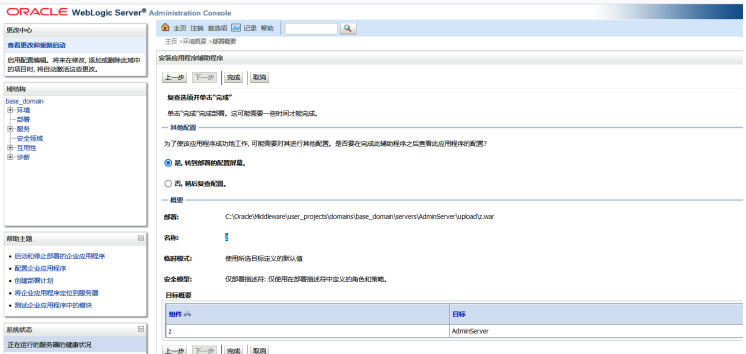 ORACLE WebLogic Server® Administration Console
更改中心
查看更改和重新启动
启用配置编辑。将来在修改, 添加或删除此域中
的项目时, 将自动激活这些更改。
域结构
base_domain
环境
部署
服务
安全领域
互用性
诊断
帮助主题
启动和停止部署的企业应用程序
配置企业应用程序
创建部署计划
将企业应用程序定位到服务器
测试企业应用程序中的模块
系统状态
正在运行的服务器的健康状况
主页 注销 首选项 记录 帮助
主页 >环境概要 >部署概要
安装应用程序辅助程序
上一步 下一步 完成 取消
复查选项并单击"完成"
单击"完成"完成部署。这可能需要一些时间才能完成。
其他配置
为了使该应用程序成功地工作, 可能需要对其进行其他配置。是否要在完成此辅助程序之后查看此应用程序的配置?
是, 转到部署的配置屏幕。
否, 稍后复查配置。
概要
部署: C:\Oracle\Middleware\user_projects\domains\base_domain\servers\AdminServer\upload\z.war
名称: z
临时模式: 使用所选目标定义的默认值
安全模型: 仅部署描述符: 仅使用在部署描述符中定义的角色和策略。
目标概要
组件 目标
z AdminServer
上一步 下一步 完成 取消